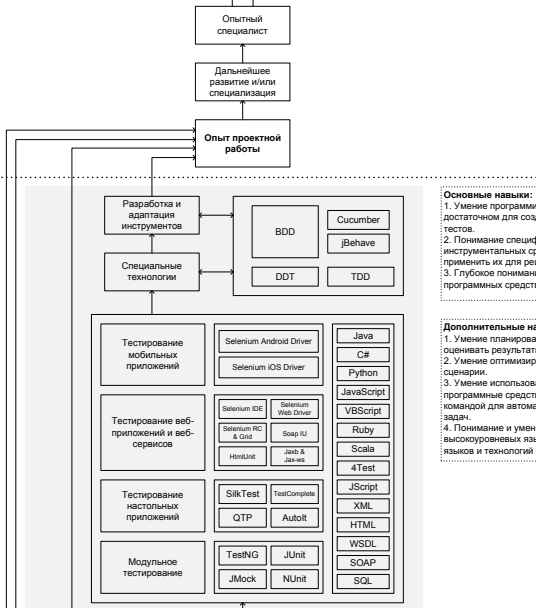 Опытный
специалист
Дальнейшее
развитие и/или
специализация
Опыт проектной
работы
Разработка и
адаптация
инструментов
Специальные
технологии
BDD
Cucumber
jBehave
DDT
TDD
Тестирование
мобильных
приложений
Selenium Android Driver
Selenium iOS Driver
Тестирование веб-
приложений и веб-
сервисов
Selenium IDE
Selenium
Web Driver
Selenium RC
& Grid
Soap IU
HtmlUnit
Jaxb &
Jax-ws
Тестирование
настольных
приложений
SilkTest
TestComplete
QTP
AutoIt
Модульное
тестирование
TestNG
JUnit
JMock
NUnit
Java
C#
Python
JavaScript
VBScript
Ruby
Scala
4Test
JScript
XML
HTML
WSDL
SOAP
SQL
Основные навыки:
1. Умение программи
достаточном для созд
тестов.
2. Понимание специф
инструментальных ср
применить их для ре
3. Глубокое понимани
программных средств
Дополнительные на
1. Умение планирова
оценивать результат
2. Умение оптимизир
сценарии.
3. Умение использова
программные средств
командой для автома
задач.
4. Понимание и умен
высокоуровневых язы
языков и технологий